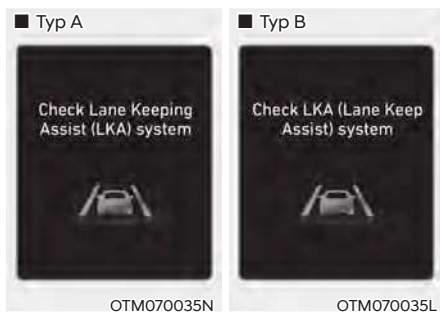 ■ Typ A
Check Lane Keeping
Assist (LKA) system
OTM070035N
■ Typ B
Check LKA (Lane Keep
Assist) system
OTM070035L